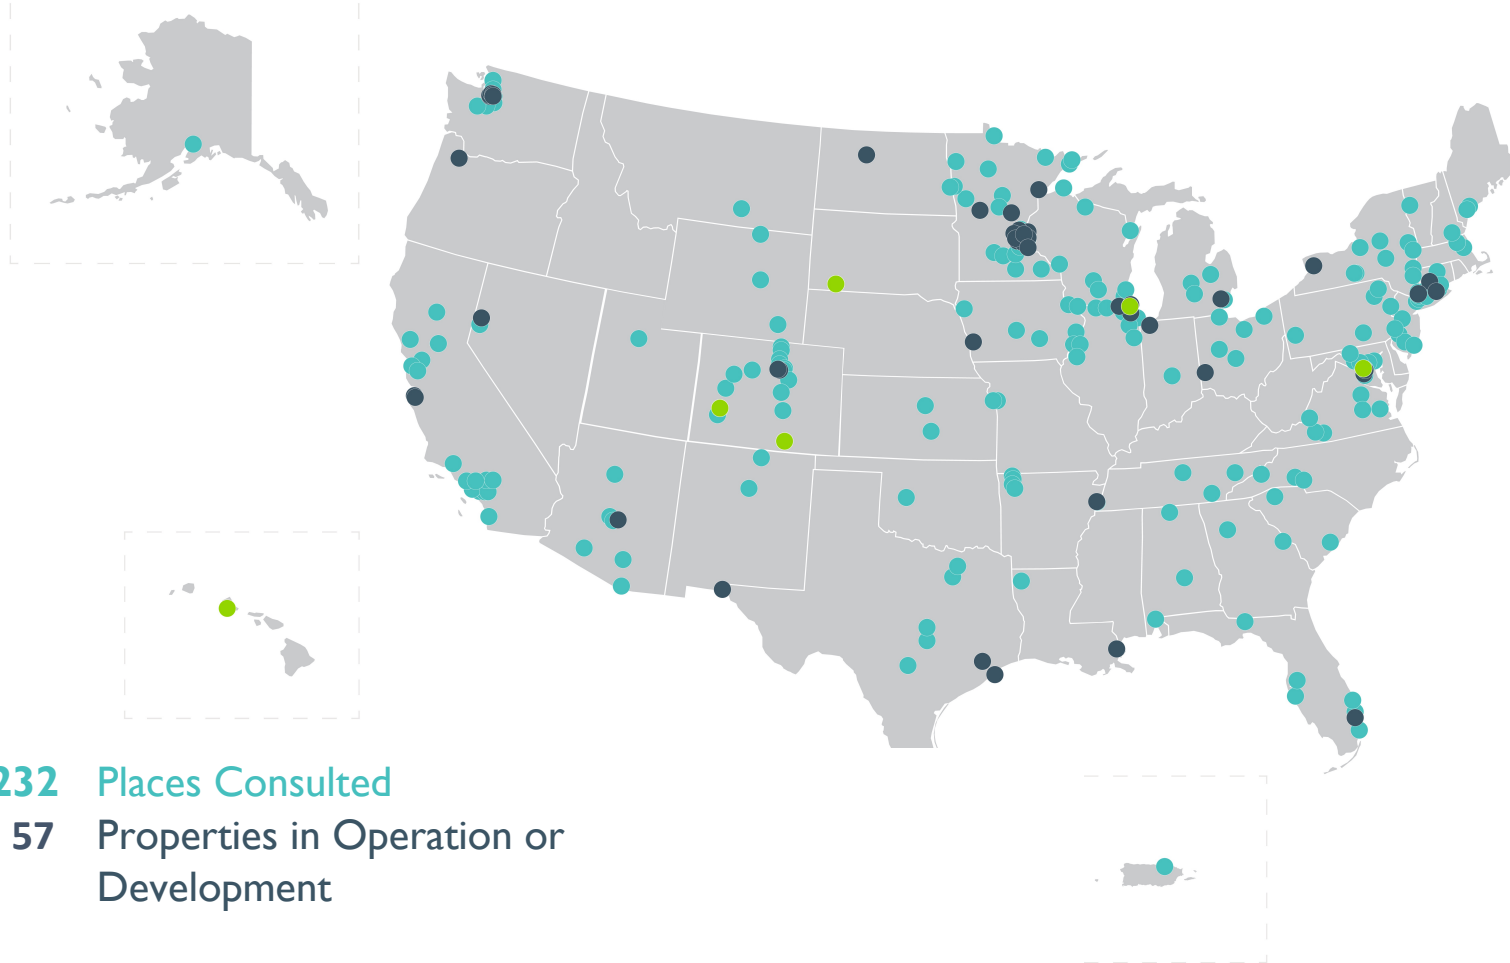 232 Places Consulted
57 Properties in Operation or
Development